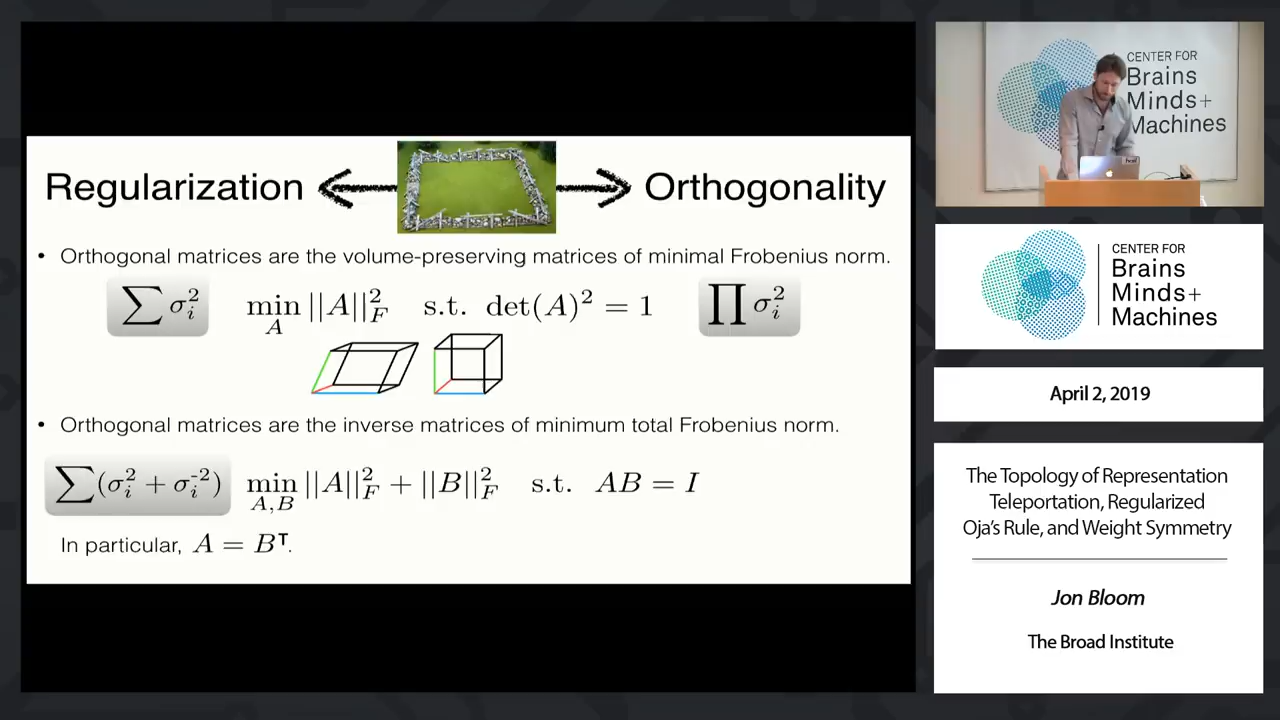 Regularization
Orthogonality
• Orthogonal matrices are the volume-preserving matrices of minimal Frobenius norm.
∑ σᵢ² min_A ||A||²_F s.t. det(A)² = 1 ∏ σᵢ²
• Orthogonal matrices are the inverse matrices of minimum total Frobenius norm.
∑(σᵢ² + σᵢ⁻²) min_{A,B} ||A||²_F + ||B||²_F s.t. AB = I
In particular, A = Bᵀ.
CENTER FOR
Brains
Minds+
Machines
CENTER FOR
Brains
Minds+
Machines
April 2, 2019
The Topology of Representation
Teleportation, Regularized
Oja's Rule, and Weight Symmetry
Jon Bloom
The Broad Institute